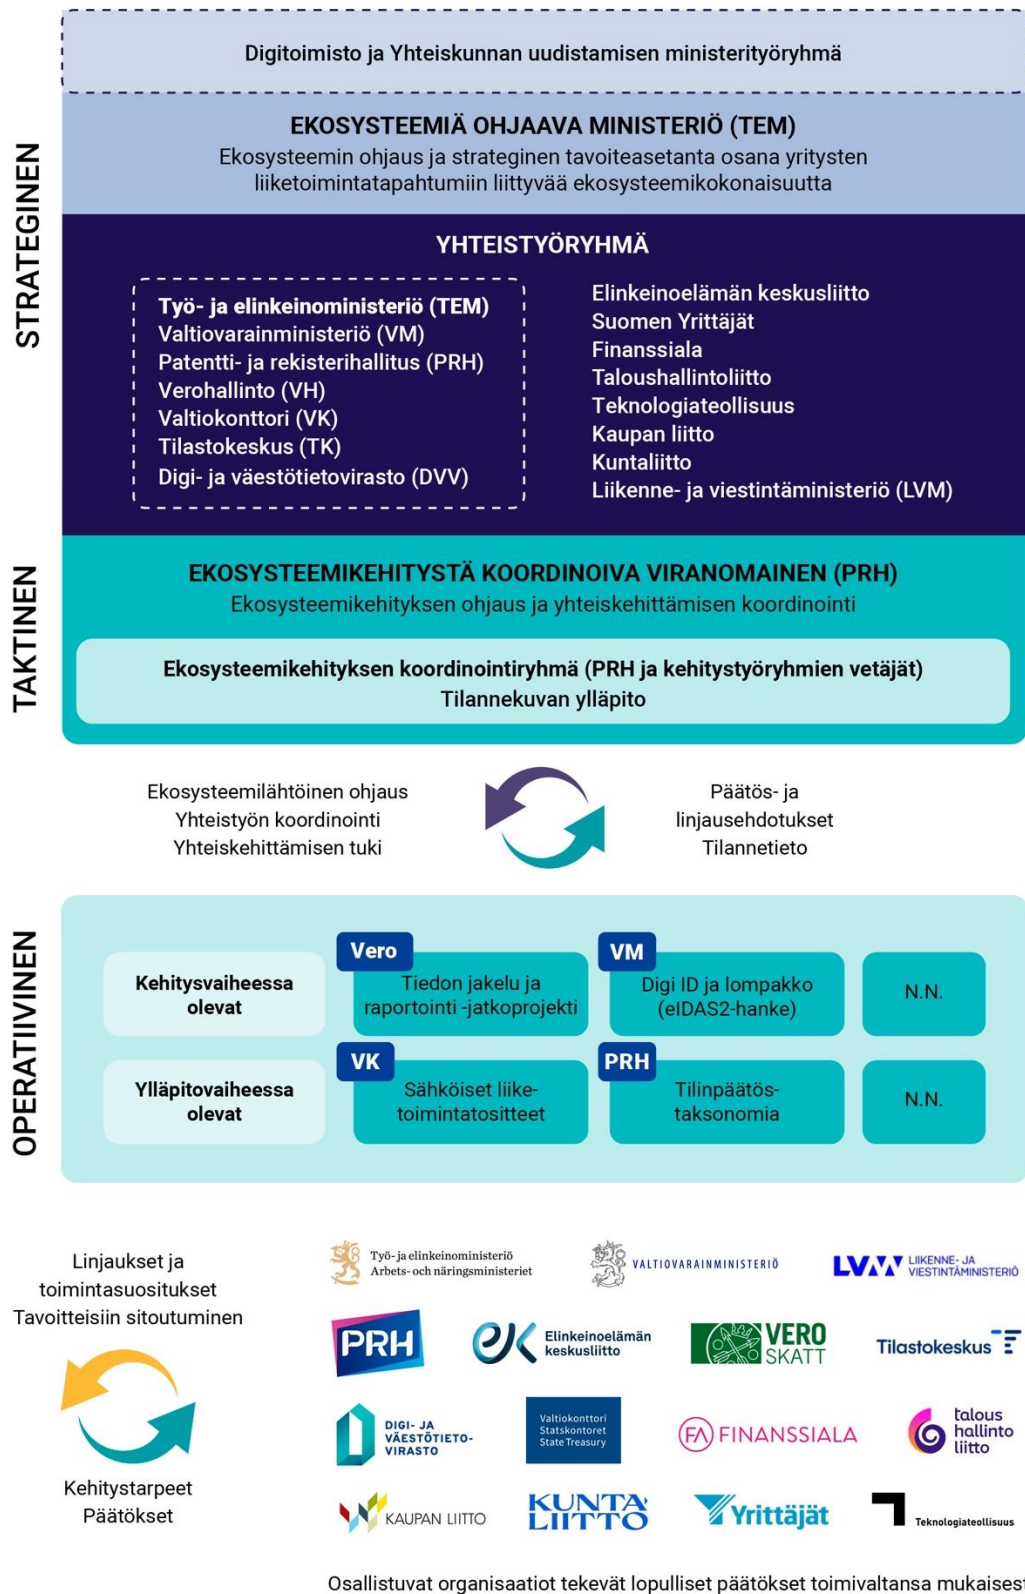 Digitoimisto ja Yhteiskunnan uudistamisen ministerityöryhmä
STRATEGINEN
EKOSYSTEEMIÄ OHJAAVA MINISTERIÖ (TEM)
Ekosysteemin ohjaus ja strateginen tavoiteasetanta osana yritysten
liiketoimintatapahtumiin liittyvää ekosysteemikokonaisuutta
YHTEISTYÖRYHMÄ
Työ- ja elinkeinoministeriö (TEM)
Valtiovarainministeriö (VM)
Patentti- ja rekisterihallitus (PRH)
Verohallinto (VH)
Valtiokonttori (VK)
Tilastokeskus (TK)
Digi- ja väestötietovirasto (DVV)
Elinkeinoelämän keskusliitto
Suomen Yrittäjät
Finanssiala
Taloushallintoliitto
Teknologiateollisuus
Kaupan liitto
Kuntaliitto
Liikenne- ja viestintäministeriö (LVM)
TAKTINEN
EKOSYSTEEMIKEHITYSTÄ KOORDINOIVA VIRANOMAINEN (PRH)
Ekosysteemikehityksen ohjaus ja yhteiskehittämisen koordinointi
Ekosysteemikehityksen koordinointiryhmä (PRH ja kehitystyöryhmien vetäjät)
Tilannekuvan ylläpito
Ekosysteemilähtöinen ohjaus
Yhteistyön koordinointi
Yhteiskehittämisen tuki
Päätös- ja
linjausehdotukset
Tilannetieto
OPERATIIVINEN
Kehitysvaiheessa
olevat
Vero
Tiedon jakelu ja
raportointi -jatkoprojekti
VM
Digi ID ja lompakko
(eIDAS2-hanke)
N.N.
Ylläpitovaiheessa
olevat
VK
Sähköiset liike-
toimintatositteet
PRH
Tilinpäätös-
taksonomia
N.N.
Linjaukset ja
toimintasuositukset
Tavoitteisiin sitoutuminen
Kehitystarpeet
Päätökset
Työ- ja elinkeinoministeriö
Arbets- och näringsministeriet
VALTIOVARAINMINISTERIÖ
LVM LIIKENNE- JA
VIESTINTÄMINISTERIÖ
PRH
ek Elinkeinoelämän
keskusliitto
VERO
SKATT
Tilastokeskus
DIGI- JA
VÄESTÖTIETO-
VIRASTO
Valtiokonttori
Statskontoret
State Treasury
FA FINANSSIALA
talous
hallinto
liitto
KAUPAN LIITTO
KUNTA
LIITTO
Yrittäjät
Teknologiateollisuus
Osallistuvat organisaatiot tekevät lopulliset päätökset toimivaltansa mukaisest